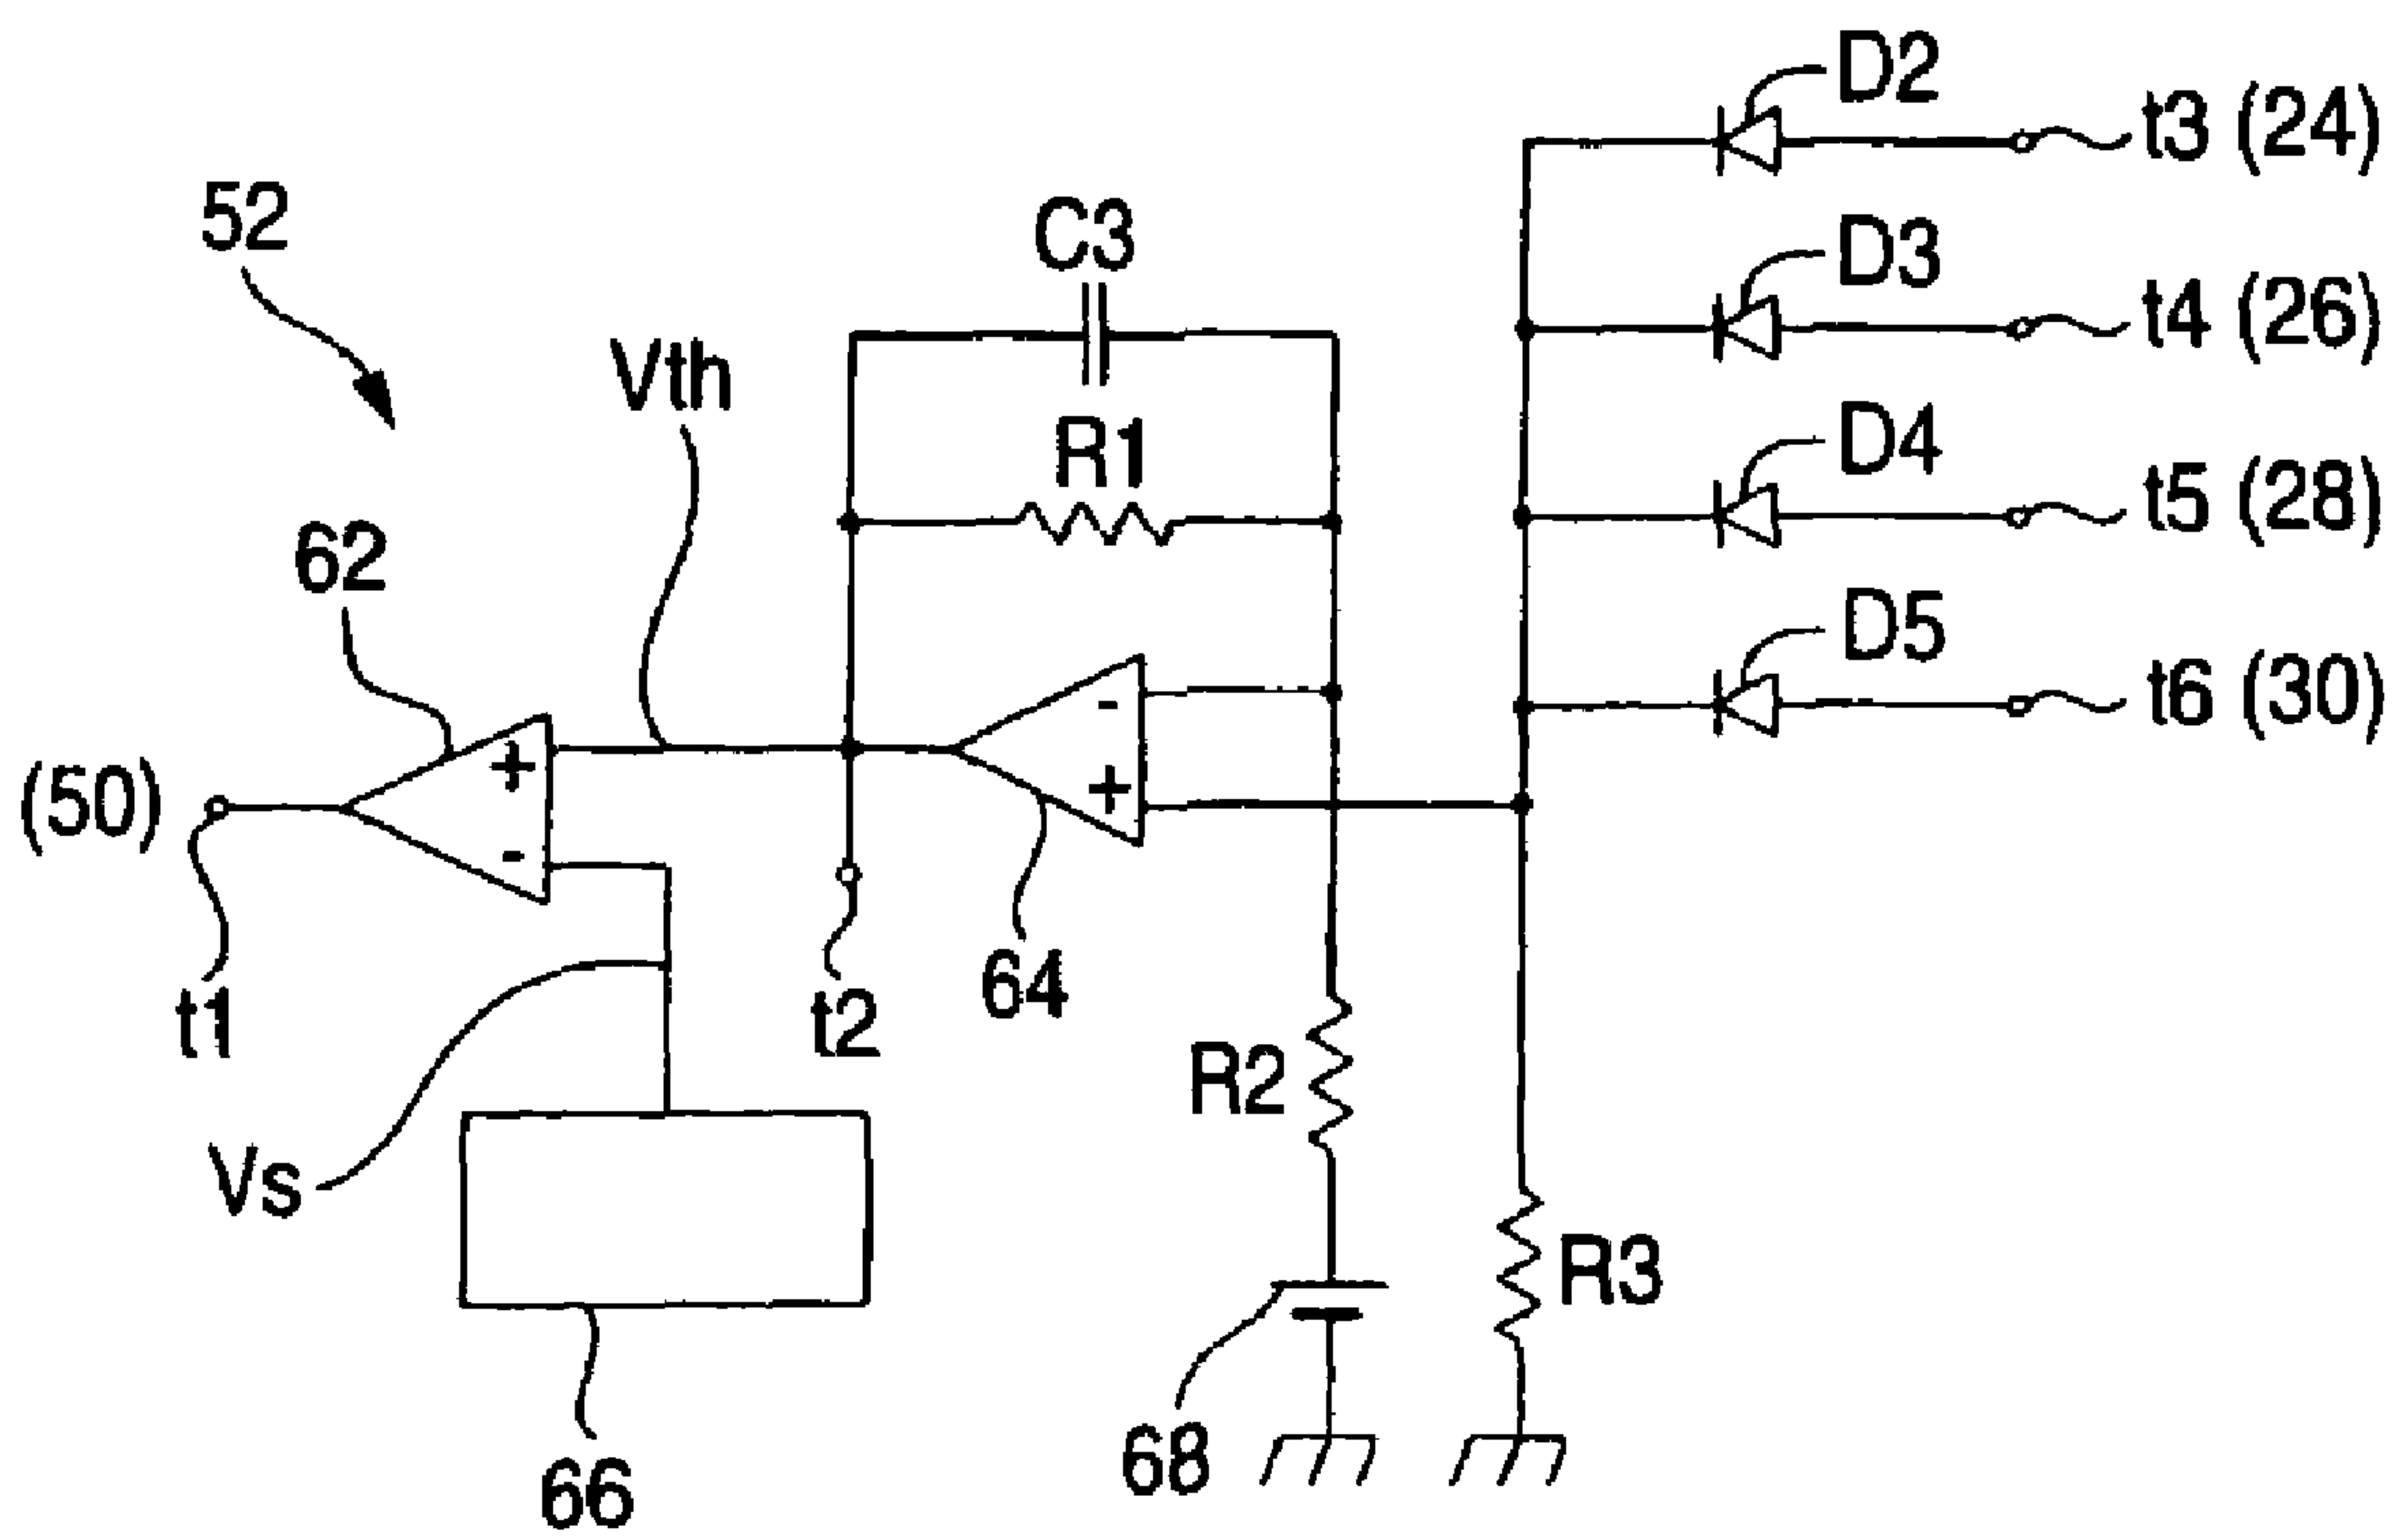 D2
t3 (24)
52
C3
D3
t4 (26)
Vth
R1
D4
t5 (28)
62
D5
t6 (30)
-
+
+
-
(50)
t1
t2
64
R2
Vs
R3
68
66